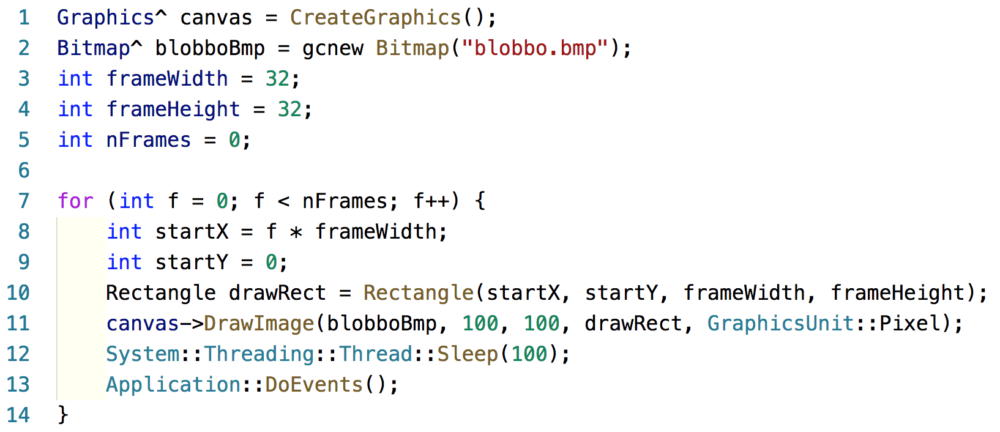 1 Graphics^ canvas = CreateGraphics();
2 Bitmap^ blobboBmp = gcnew Bitmap("blobbo.bmp");
3 int frameWidth = 32;
4 int frameHeight = 32;
5 int nFrames = 0;
6
7 for (int f = 0; f < nFrames; f++) {
8     int startX = f * frameWidth;
9     int startY = 0;
10     Rectangle drawRect = Rectangle(startX, startY, frameWidth, frameHeight);
11     canvas->DrawImage(blobboBmp, 100, 100, drawRect, GraphicsUnit::Pixel);
12     System::Threading::Thread::Sleep(100);
13     Application::DoEvents();
14 }